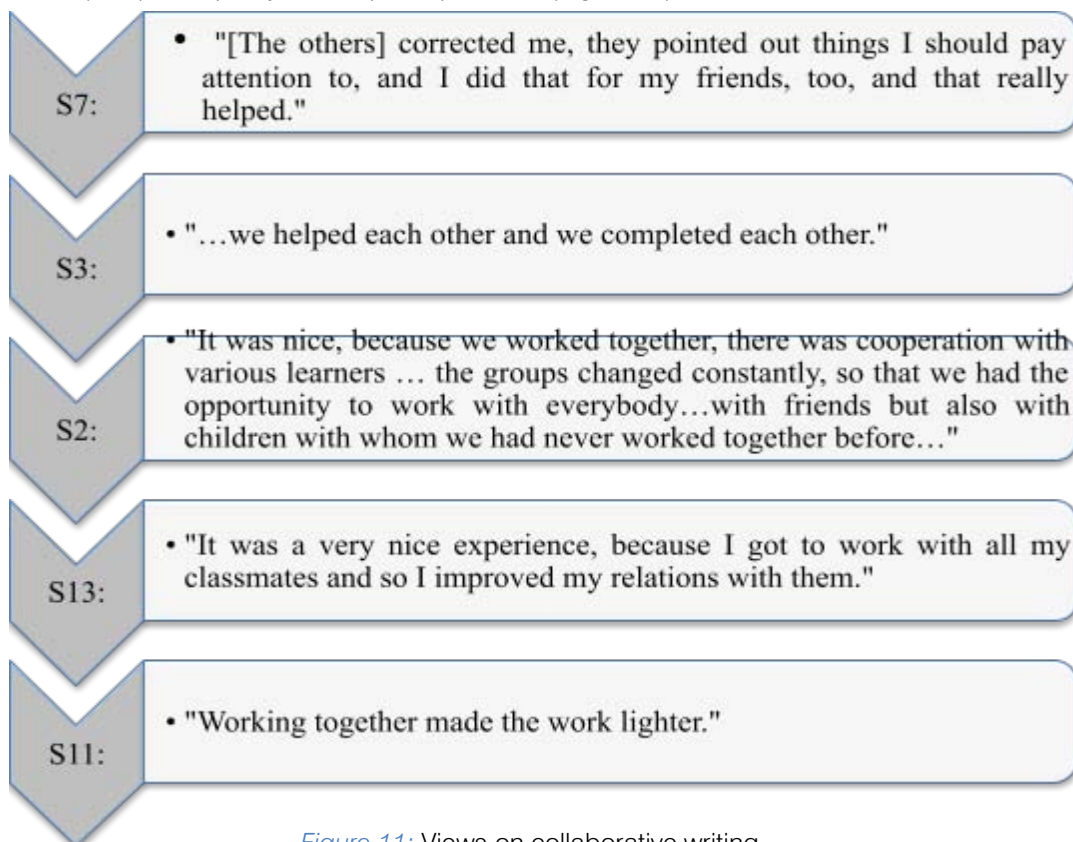 S7:
• "[The others] corrected me, they pointed out things I should pay
attention to, and I did that for my friends, too, and that really
helped."
S3:
• "…we helped each other and we completed each other."
S2:
• "It was nice, because we worked together, there was cooperation with
various learners … the groups changed constantly, so that we had the
opportunity to work with everybody…with friends but also with
children with whom we had never worked together before…"
S13:
• "It was a very nice experience, because I got to work with all my
classmates and so I improved my relations with them."
S11:
• "Working together made the work lighter."
Figure 11: Views on collaborative writing